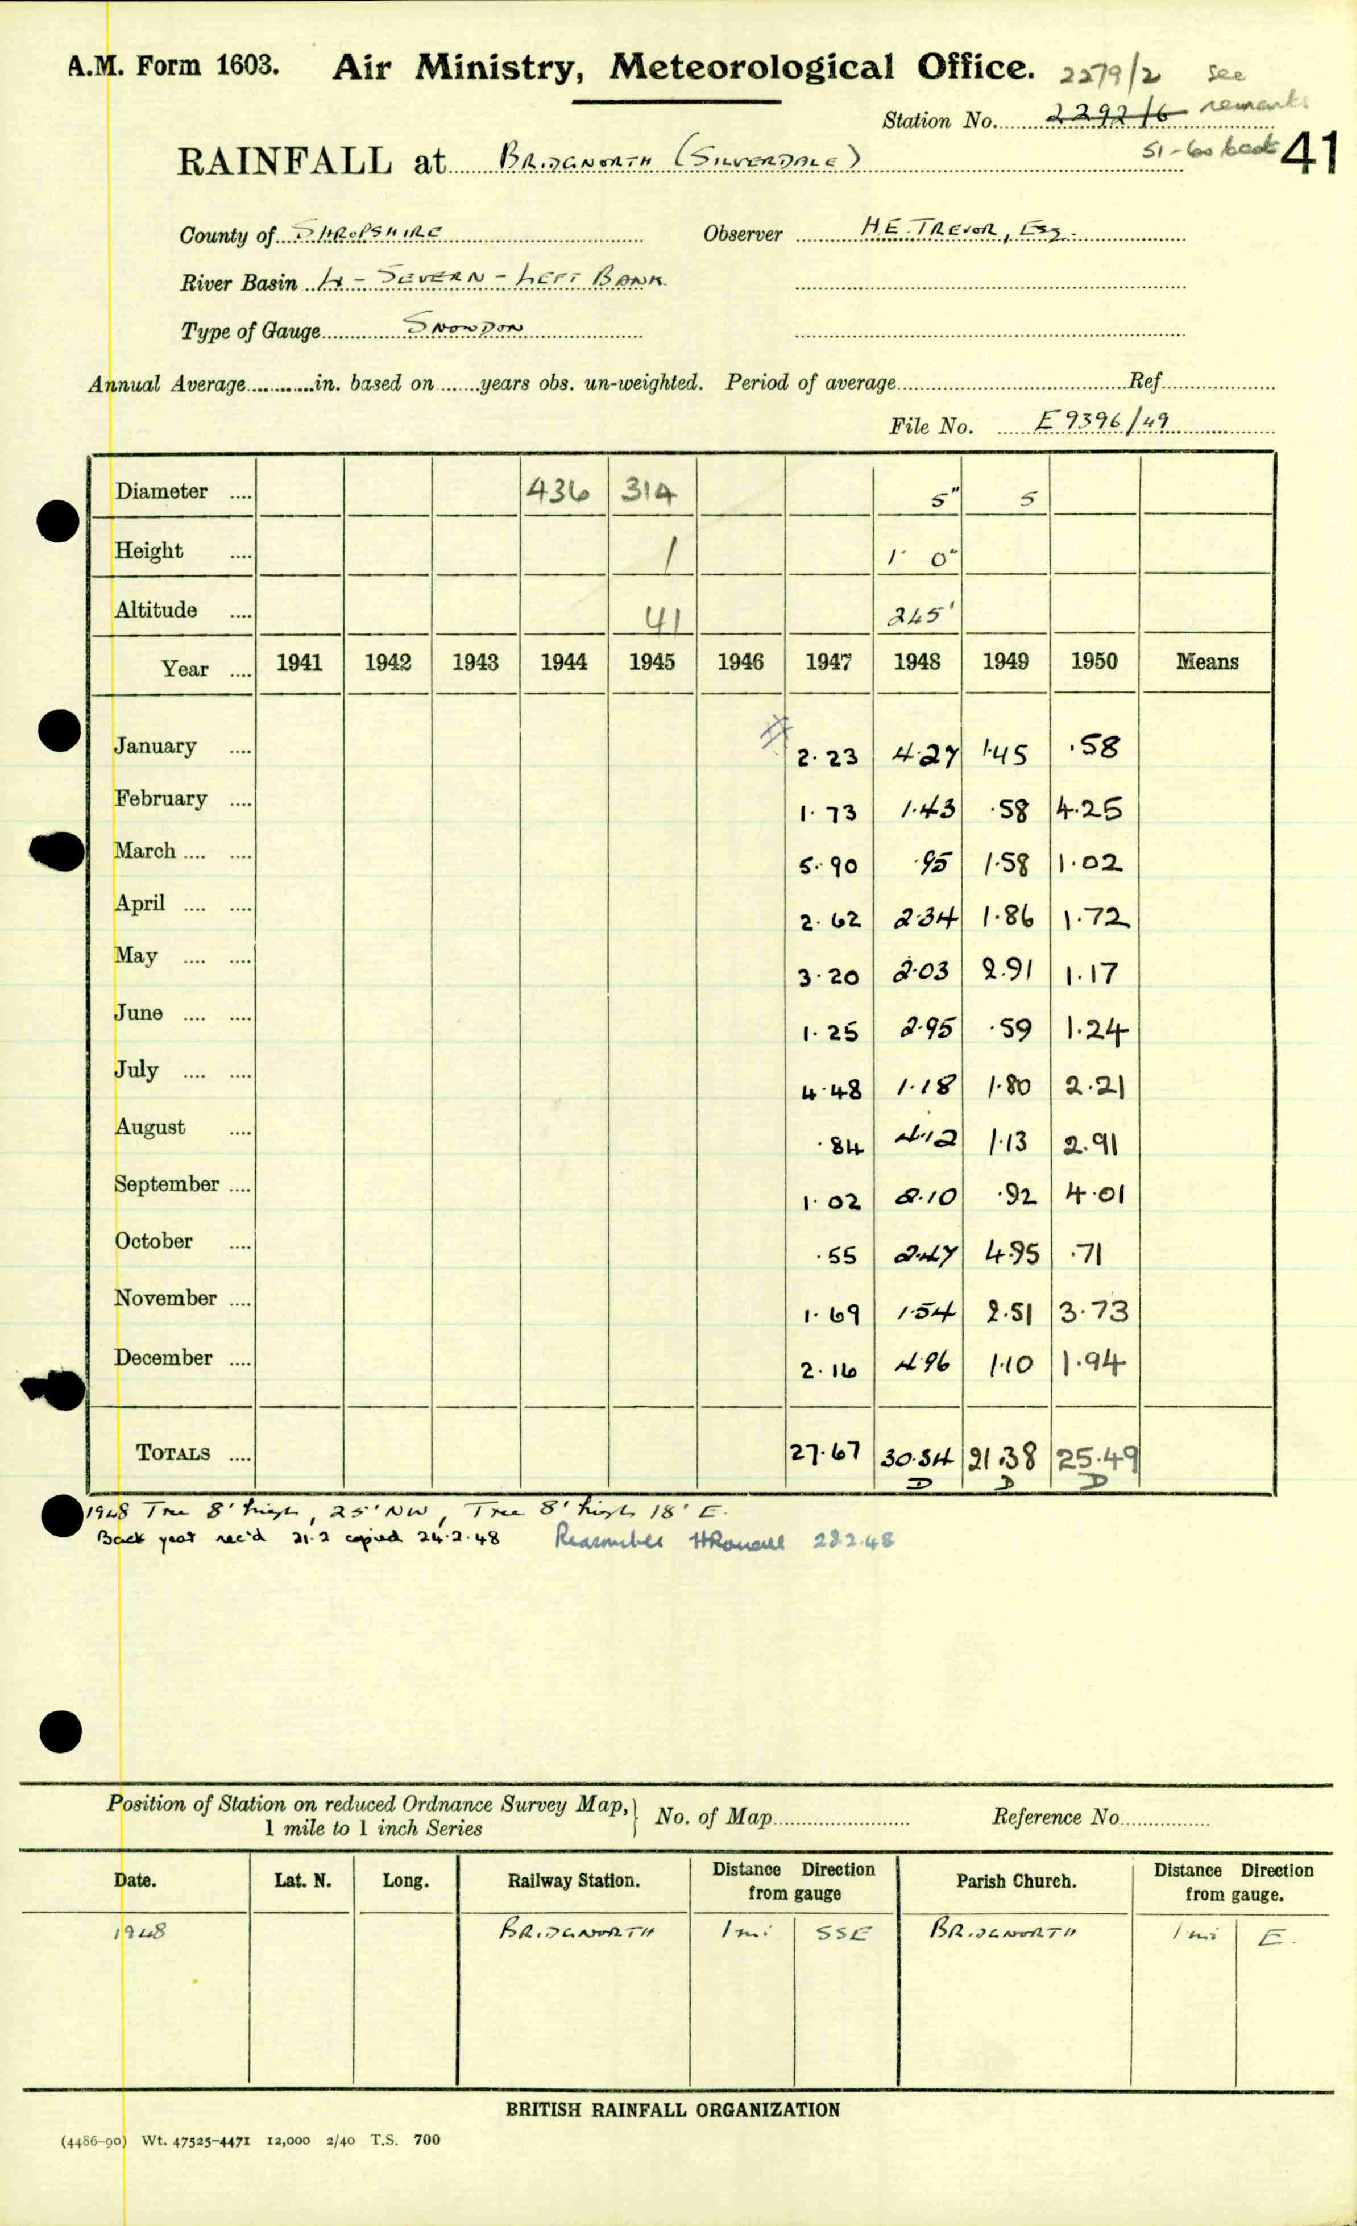 A.M. Form 1603. Air Ministry, Meteorological Office. 2279/2 see
Station No. 2292/6 remarks
RAINFALL at BRIDGNORTH (SILVERDALE) 51-60 book 41
County of SHROPSHIRE Observer H.E. TREVOR, Esq.
River Basin H - SEVERN - LEFT BANK
Type of Gauge SNOWDON
Annual Average in. based on years obs. un-weighted. Period of average Ref.
File No. E 9396/49
Diameter 436 314 5" 5
Height 1 1' 0"
Altitude 41 245'
Year 1941 1942 1943 1944 1945 1946 1947 1948 1949 1950 Means
January # 2.23 4.27 1.45 .58
February 1.73 1.43 .58 4.25
March 5.90 .95 1.58 1.02
April 2.62 2.34 1.86 1.72
May 3.20 2.03 2.91 1.17
June 1.25 2.95 .59 1.24
July 4.48 1.18 1.80 2.21
August .84 4.12 1.13 2.91
September 1.02 2.10 .92 4.01
October .55 2.47 4.95 .71
November 1.69 1.54 2.51 3.73
December 2.16 4.96 1.10 1.94
TOTALS 27.67 30.34 21.38 25.49
D D D
1948 Tree 8' high, 25' NW, Tree 8' high 18' E.
Back year rec'd 21.2 copied 24.2.48 28.2.48
Position of Station on reduced Ordnance Survey Map, } No. of Map Reference No.
1 mile to 1 inch Series
Date. Lat. N. Long. Railway Station. Distance Direction from gauge Parish Church. Distance Direction from gauge.
1948 BRIDGNORTH 1 mi SSE BRIDGNORTH 1 mi E.
BRITISH RAINFALL ORGANIZATION
(4486-90) Wt. 47525-4471 12,000 2/40 T.S. 700